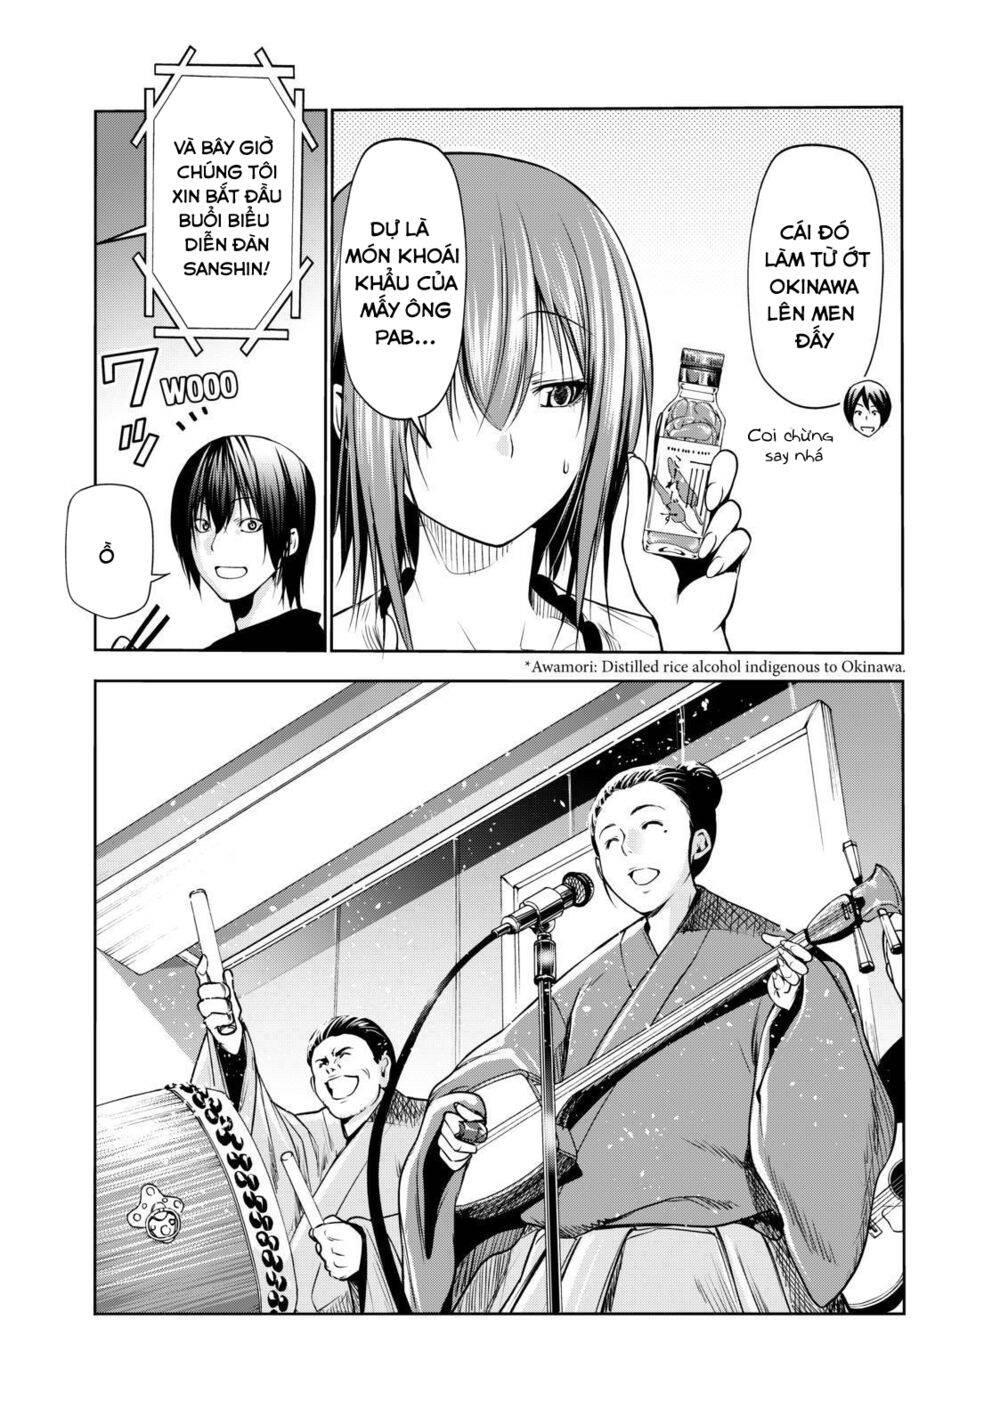 CÁI ĐÓ
LÀM TỪ ỚT
OKINAWA
LÊN MEN
ĐẤY
Coi chừng
say nhá
DỰ LÀ
MÓN KHOÁI
KHẨU CỦA
MẤY ÔNG
PAB...
VÀ BÂY GIỜ
CHÚNG TÔI
XIN BẮT ĐẦU
BUỔI BIỂU
DIỄN ĐÀN
SANSHIN!
ワッ
WOOO
Ồ
*Awamori: Distilled rice alcohol indigenous to Okinawa.